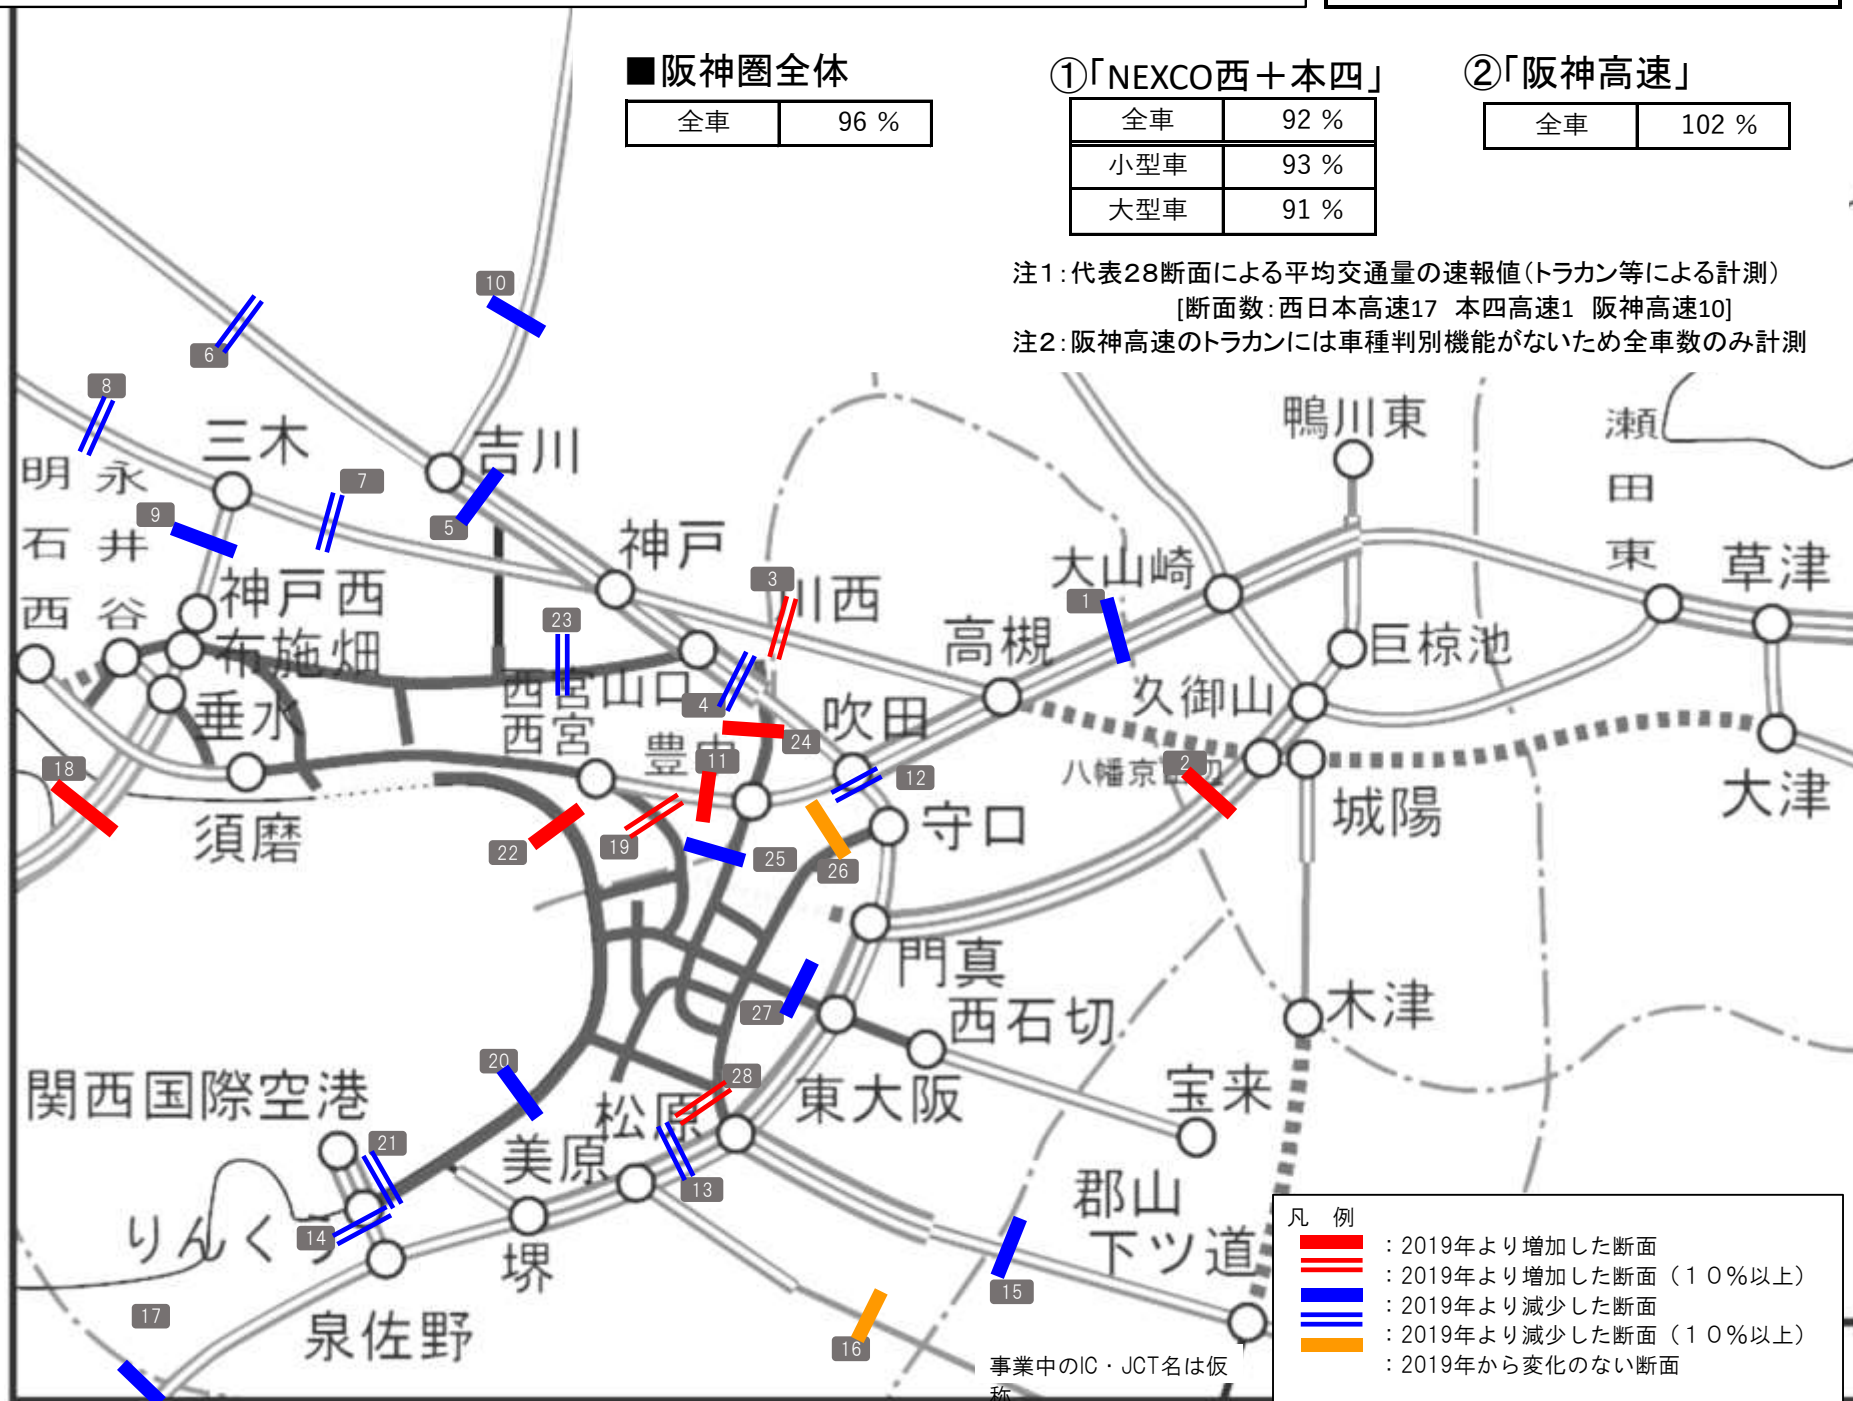 ■阪神圏全体
全車 96 %
①「NEXCO西＋本四」
全車 92 %
小型車 93 %
大型車 91 %
②「阪神高速」
全車 102 %
注1：代表28断面による平均交通量の速報値（トラカン等による計測）
[断面数：西日本高速17 本四高速1 阪神高速10]
注2：阪神高速のトラカンには車種判別機能がないため全車数のみ計測
10
6
8
三木
吉川
鴨川東
瀬田東
明石西
永井谷
7
9
5
神戸
大山崎
草津
神戸西
3
川西
1
布施畑
23
高槻
巨椋池
西宮山口
久御山
垂水
西宮
4
吹田
豊中
24
11
12
八幡京田辺
2
18
須磨
22
19
25
26
守口
城陽
大津
門真
27
西石切
木津
20
28
東大阪
宝来
関西国際空港
松原
21
美原
13
郡山
りんくう
14
堺
下ツ道
15
17
泉佐野
16
事業中のIC・JCT名は仮
称
凡 例
：2019年より増加した断面
：2019年より増加した断面（１０％以上）
：2019年より減少した断面
：2019年より減少した断面（１０％以上）
：2019年から変化のない断面